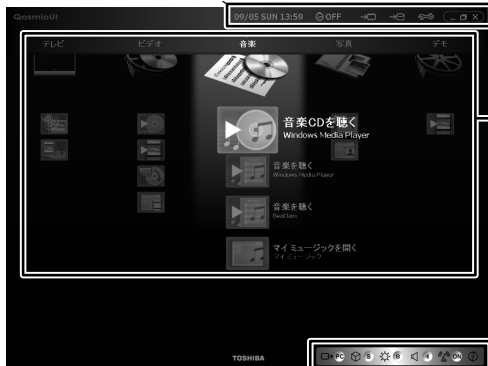 QosmioUI
09/05 SUN 13:59 OFF
テレビ ビデオ 音楽 写真 デモ
音楽CDを聴く
Windows Media Player
音楽を聴く
Windows Media Player
音楽を聴く
BeatJam
マイ ミュージックを開く
マイ ミュージック
TOSHIBA
PC 8 8 4 ON